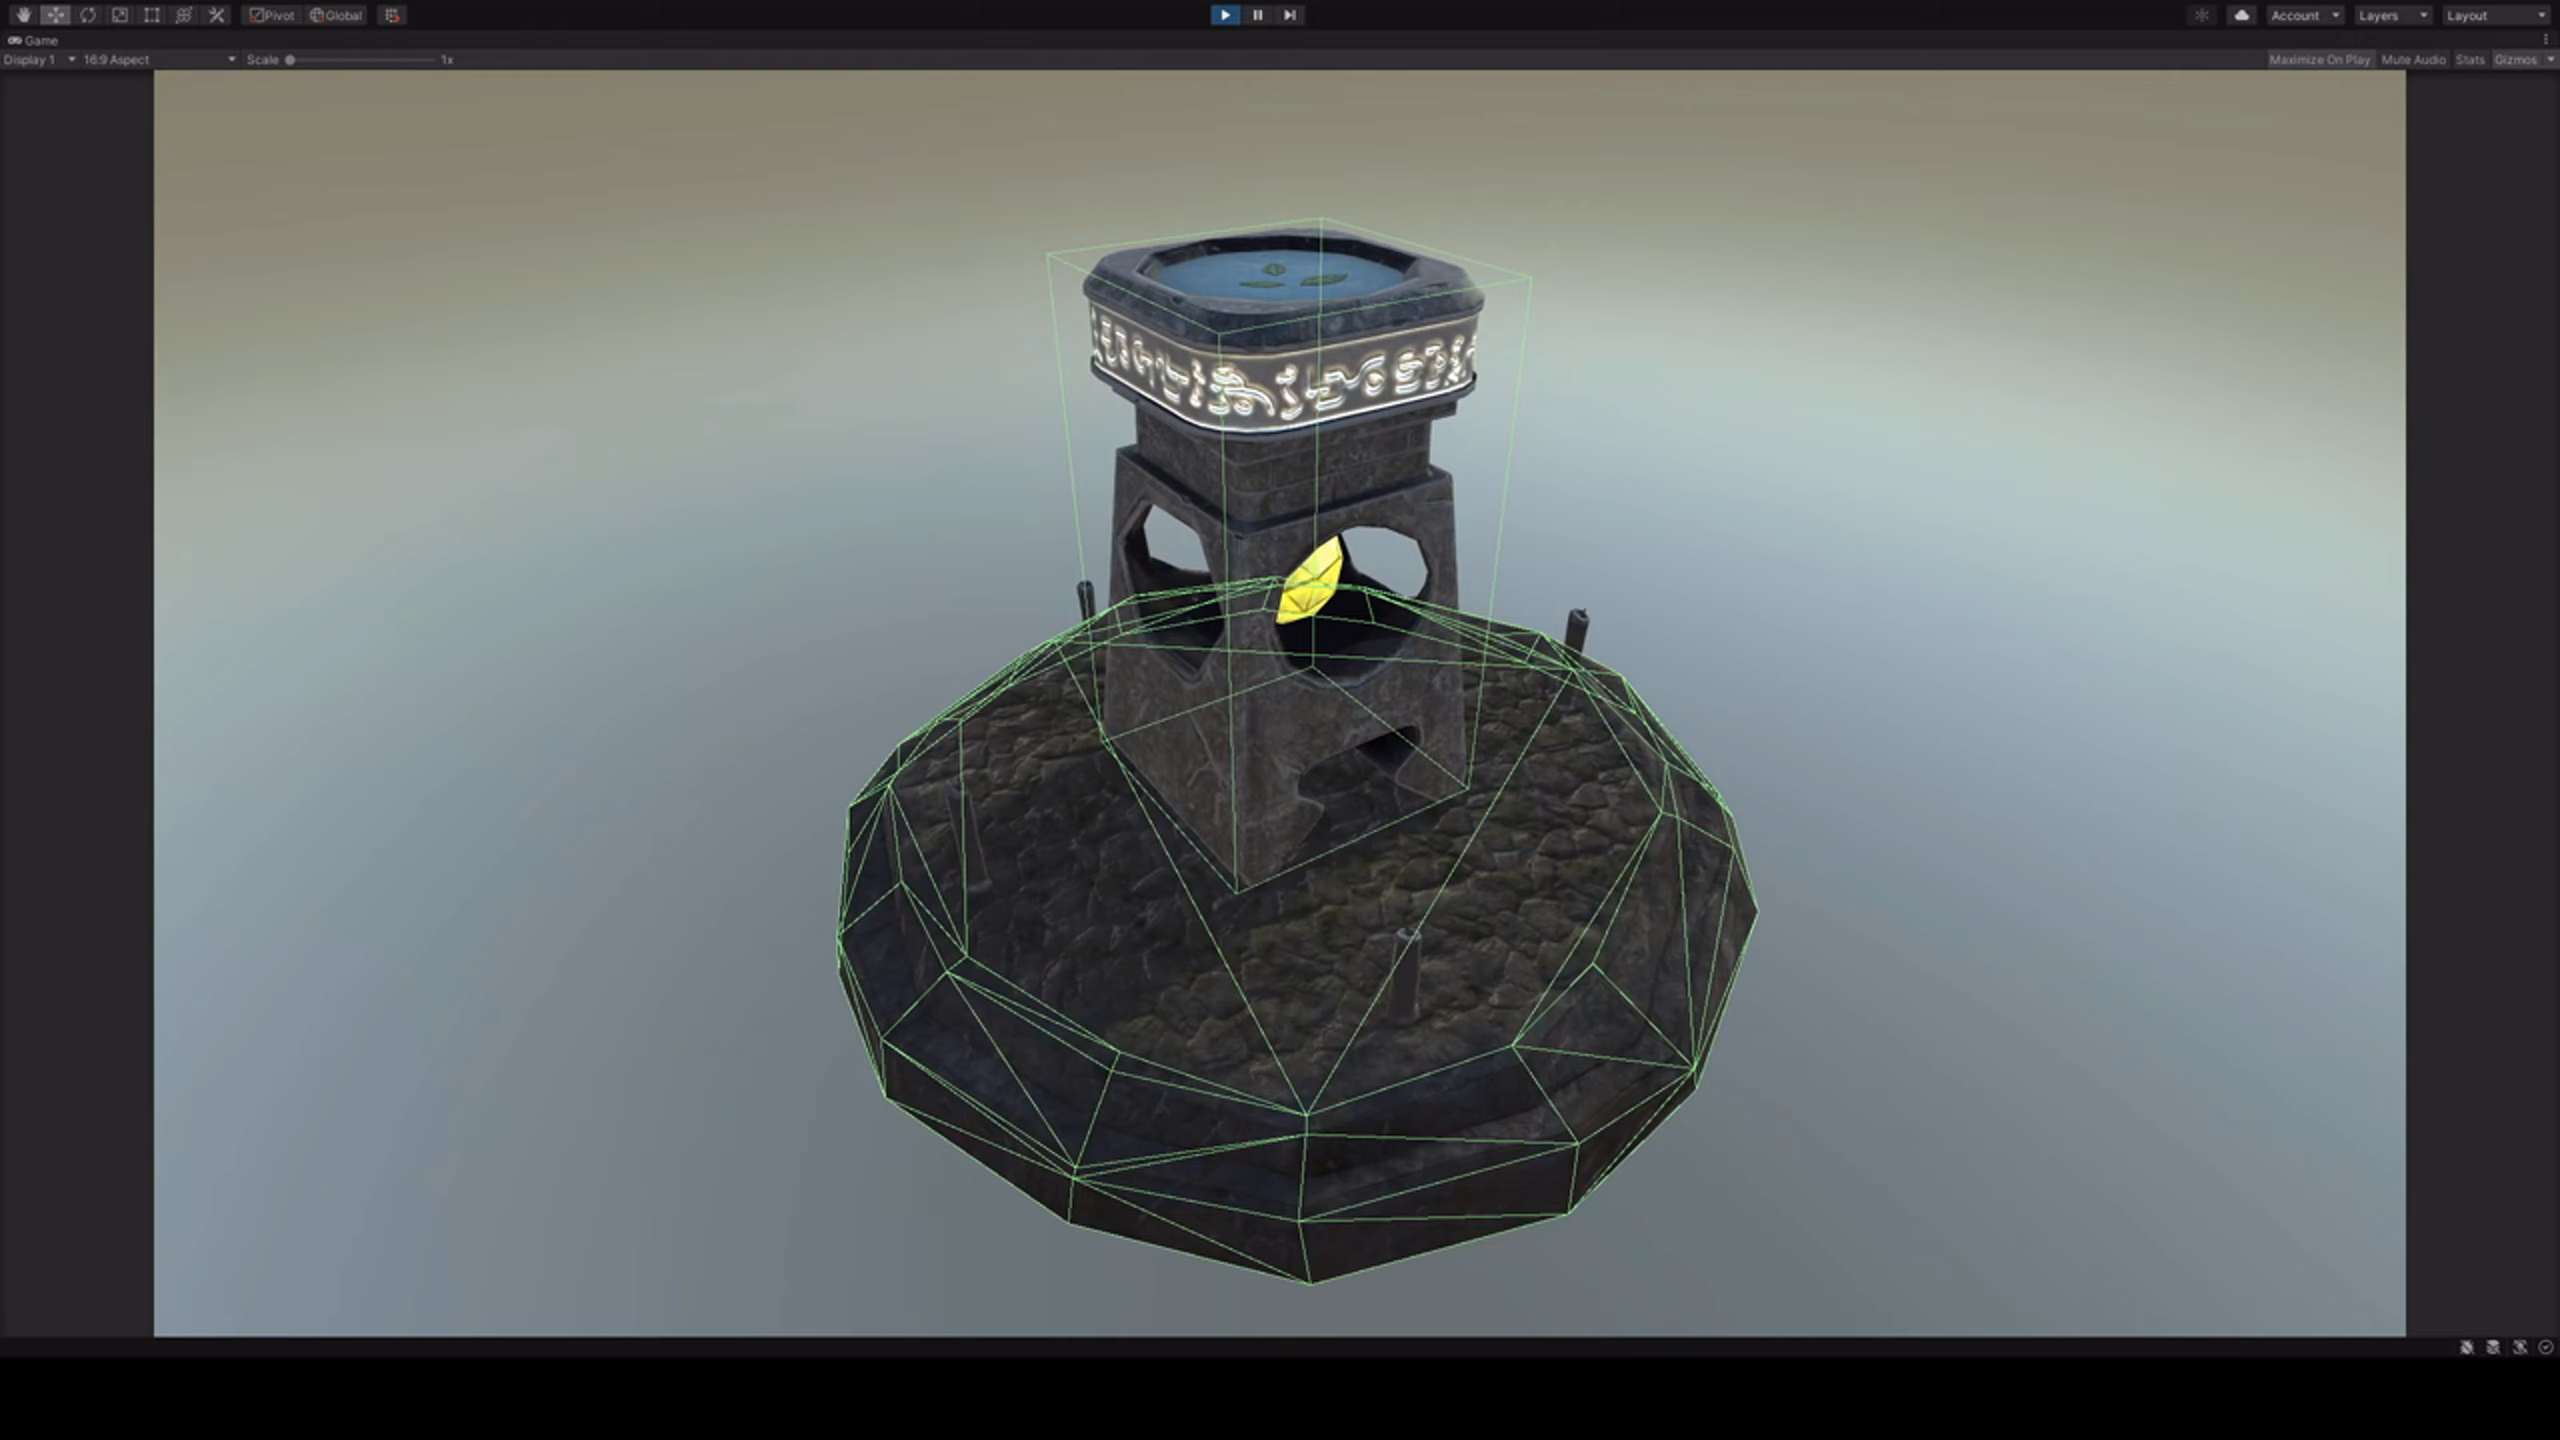 Pivot Global Account Layers Layout
Game
Display 1 16:9 Aspect Scale 1x Maximize On Play Mute Audio Stats Gizmos